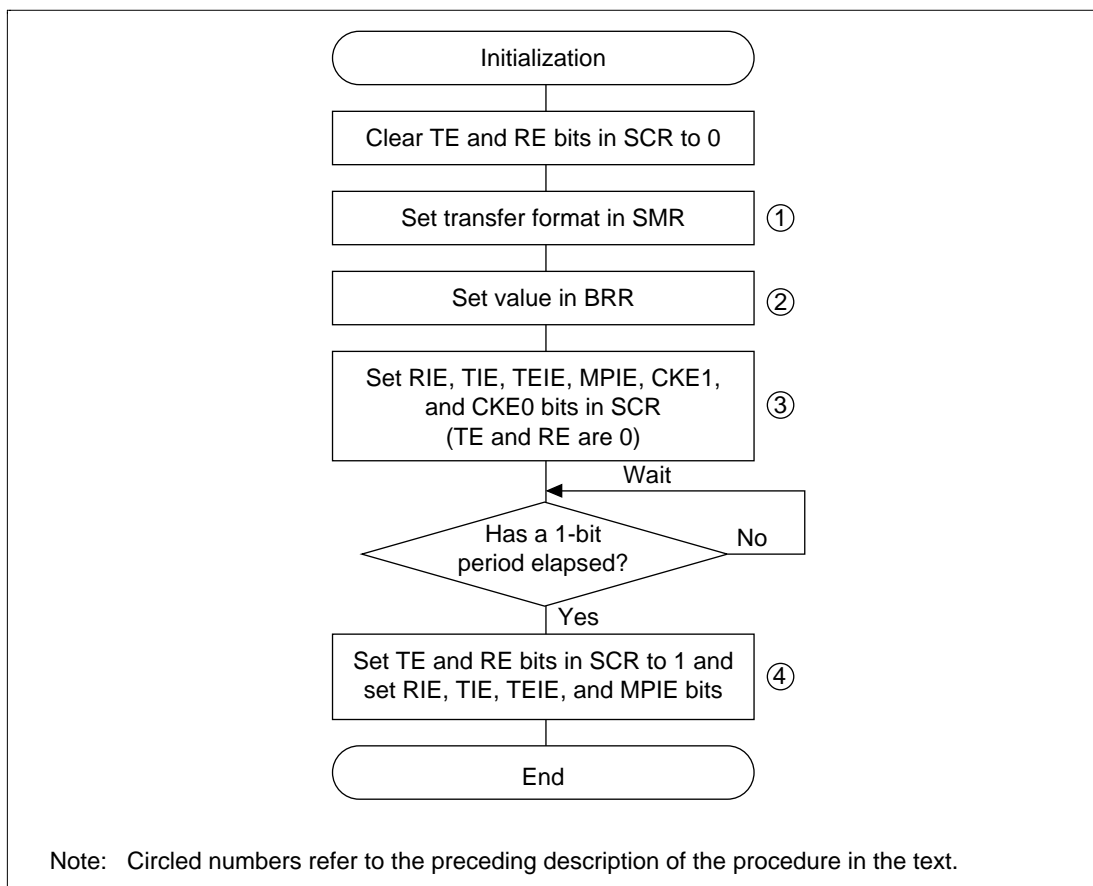 Initialization
Clear TE and RE bits in SCR to 0
Set transfer format in SMR
①
Set value in BRR
②
Set RIE, TIE, TEIE, MPIE, CKE1,
and CKE0 bits in SCR
(TE and RE are 0)
③
Wait
Has a 1-bit
period elapsed?
No
Yes
Set TE and RE bits in SCR to 1 and
set RIE, TIE, TEIE, and MPIE bits
④
End
Note: Circled numbers refer to the preceding description of the procedure in the text.